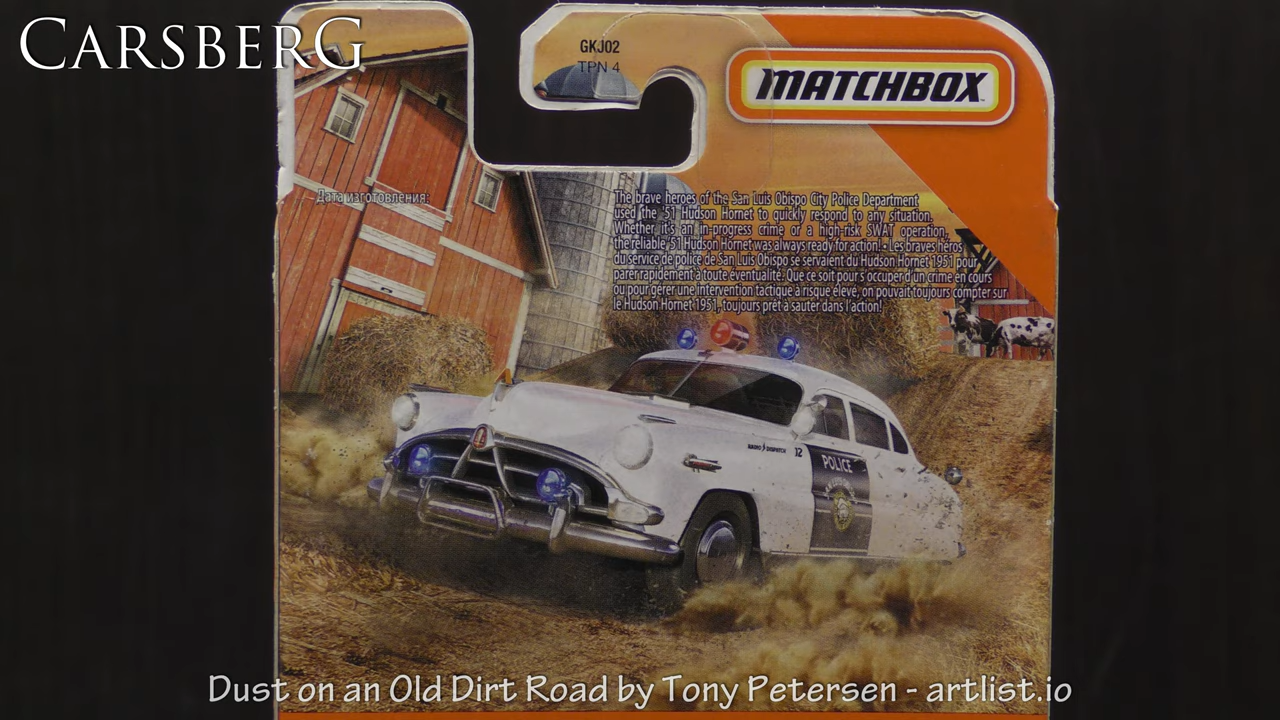 CARSBERG
GKJ02
TPN 4
MATCHBOX
Дата изготовления:
The brave heroes of the San Luis Obispo City Police Department
used the '51 Hudson Hornet to quickly respond to any situation.
Whether it's an in-progress crime or a high-risk SWAT operation,
the reliable '51 Hudson Hornet was always ready for action! • Les braves héros
du service de police de San Luis Obispo se servaient du Hudson Hornet 1951 pour
parer rapidement à toute éventualité. Que ce soit pour s'occuper d'un crime en cours
ou pour gérer une intervention tactique à risque élevé, on pouvait toujours compter sur
le Hudson Hornet 1951, toujours prêt à sauter dans l'action!
RADIO DISPATCH 12
POLICE
Dust on an Old Dirt Road by Tony Petersen - artlist.io